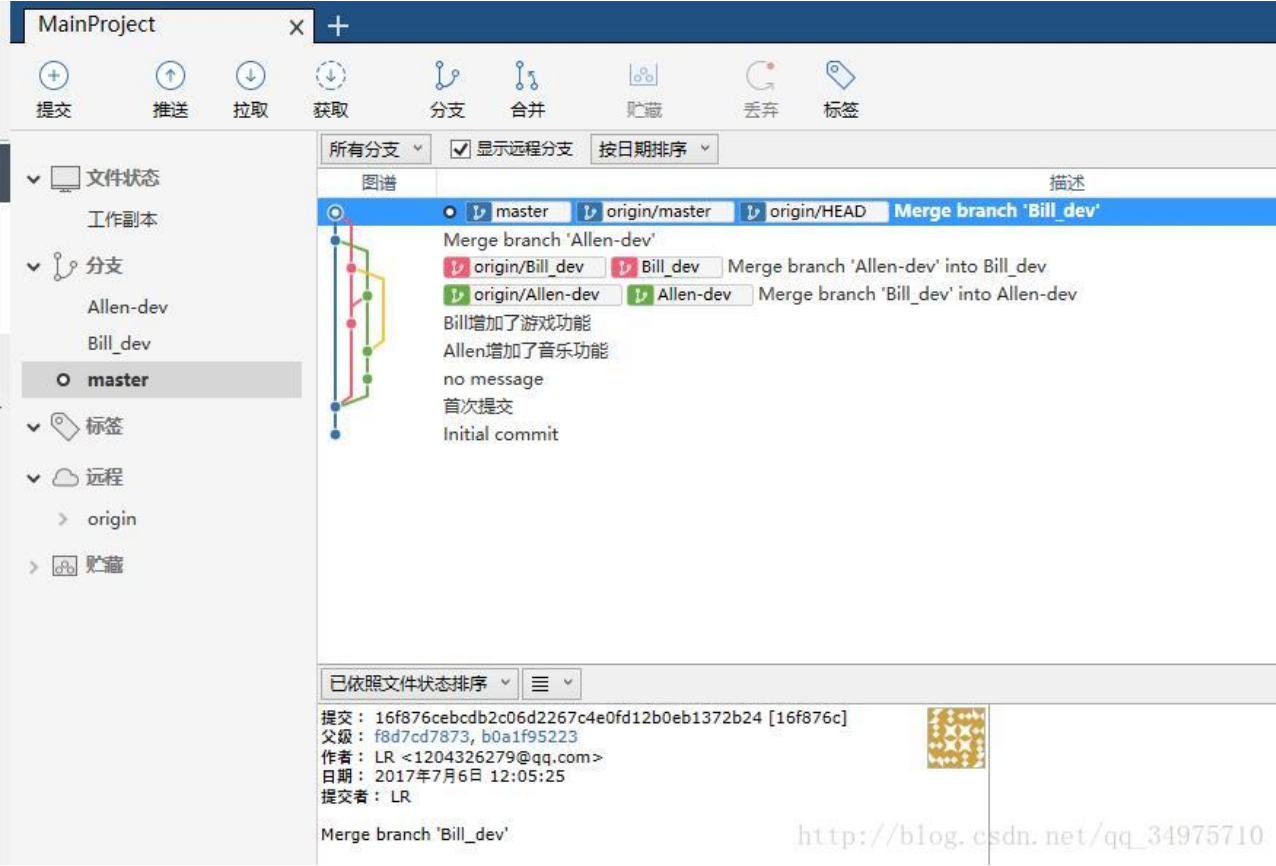 MainProject
提交 推送 拉取 获取 分支 合并 贮藏 丢弃 标签
文件状态
工作副本
分支
Allen-dev
Bill_dev
master
标签
远程
origin
贮藏
所有分支 显示远程分支 按日期排序
图谱 描述
master origin/master origin/HEAD Merge branch 'Bill_dev'
Merge branch 'Allen-dev'
origin/Bill_dev Bill_dev Merge branch 'Allen-dev' into Bill_dev
origin/Allen-dev Allen-dev Merge branch 'Bill_dev' into Allen-dev
Bill增加了游戏功能
Allen增加了音乐功能
no message
首次提交
Initial commit
已依照文件状态排序
提交： 16f876cebcdb2c06d2267c4e0fd12b0eb1372b24 [16f876c]
父级： f8d7cd7873, b0a1f95223
作者： LR <1204326279@qq.com>
日期： 2017年7月6日 12:05:25
提交者： LR
Merge branch 'Bill_dev'
http://blog.csdn.net/qq_34975710